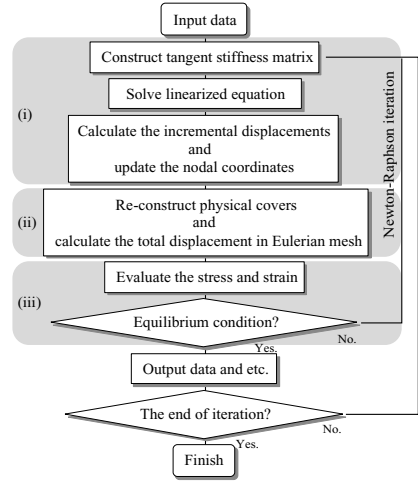 Input data
Construct tangent stiffness matrix
Solve linearized equation
(i)
Calculate the incremental displacements
and
update the nodal coordinates
Newton-Raphson iteration
(ii)
Re-construct physical covers
and
calculate the total displacement in Eulerian mesh
Evaluate the stress and strain
(iii)
Equilibrium condition?
No.
Yes.
Output data and etc.
The end of iteration?
No.
Yes.
Finish